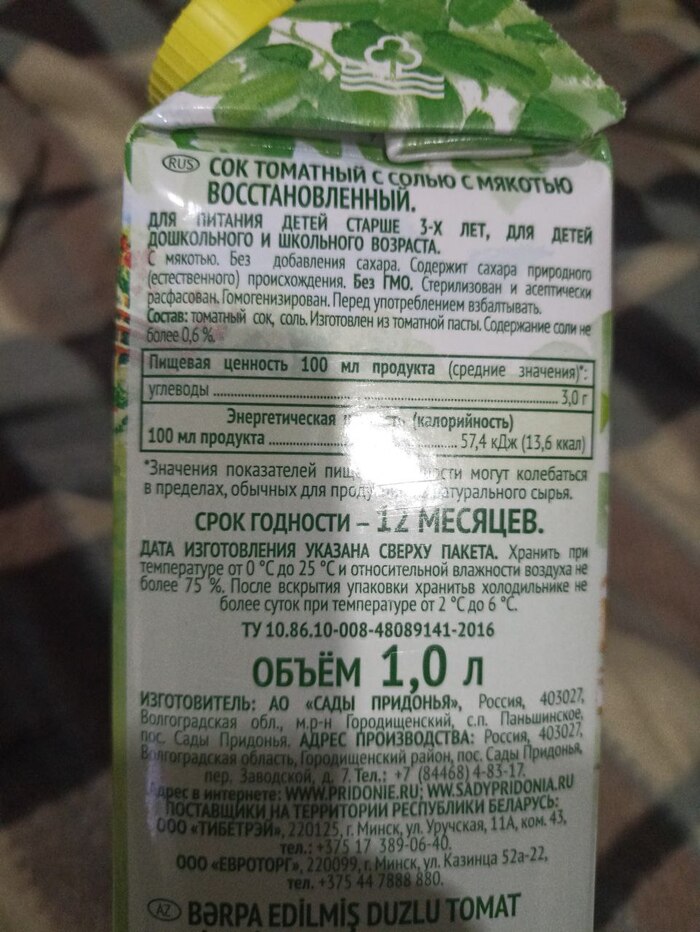 RUS СОК ТОМАТНЫЙ С СОЛЬЮ С МЯКОТЬЮ
ВОССТАНОВЛЕННЫЙ.
ДЛЯ ПИТАНИЯ ДЕТЕЙ СТАРШЕ 3-Х ЛЕТ, ДЛЯ ДЕТЕЙ
ДОШКОЛЬНОГО И ШКОЛЬНОГО ВОЗРАСТА.
С мякотью. Без добавления сахара. Содержит сахара природного
(естественного) происхождения. Без ГМО. Стерилизован и асептически
расфасован. Гомогенизирован. Перед употреблением взбалтывать.
Состав: томатный сок, соль. Изготовлен из томатной пасты. Содержание соли не
более 0,6 %.
Пищевая ценность 100 мл продукта (средние значения)*:
углеводы ........ 3,0 г
Энергетическая (калорийность)
100 мл продукта ........ 57,4 кДж (13,6 ккал)
*Значения показателей могут колебаться
в пределах, обычных для натурального сырья.
СРОК ГОДНОСТИ – 12 МЕСЯЦЕВ.
ДАТА ИЗГОТОВЛЕНИЯ УКАЗАНА СВЕРХУ ПАКЕТА. Хранить при
температуре от 0 °С до 25 °С и относительной влажности воздуха не
более 75 %. После вскрытия упаковки хранитьв холодильнике не
более суток при температуре от 2 °С до 6 °С.
ТУ 10.86.10-008-48089141-2016
ОБЪЁМ 1,0 л
ИЗГОТОВИТЕЛЬ: АО «САДЫ ПРИДОНЬЯ», Россия, 403027,
Волгоградская обл., м.р-н Городищенский, с.п. Паньшинское,
пос. Сады Придонья. АДРЕС ПРОИЗВОДСТВА: Россия, 403027,
Волгоградская область, Городищенский район, пос. Сады Придонья,
пер. Заводской, д. 7. Тел.: +7 (84468) 4-83-17.
Адрес в интернете: WWW.PRIDONIE.RU; WW.SADYPRIDONIA.RU
ПОСТАВЩИКИ НА ТЕРРИТОРИИ РЕСПУБЛИКИ БЕЛАРУСЬ:
ООО «ТИБЕТРЭЙ», 220125, г. Минск, ул. Уручская, 11А, ком. 43,
тел.: +375 17 389-06-40.
ООО «ЕВРОТОРГ», 220099, г. Минск, ул. Казинца 52а-22,
тел. +375 44 7888 880.
AZ BƏRPA EDİLMİŞ DUZLU TOMAT